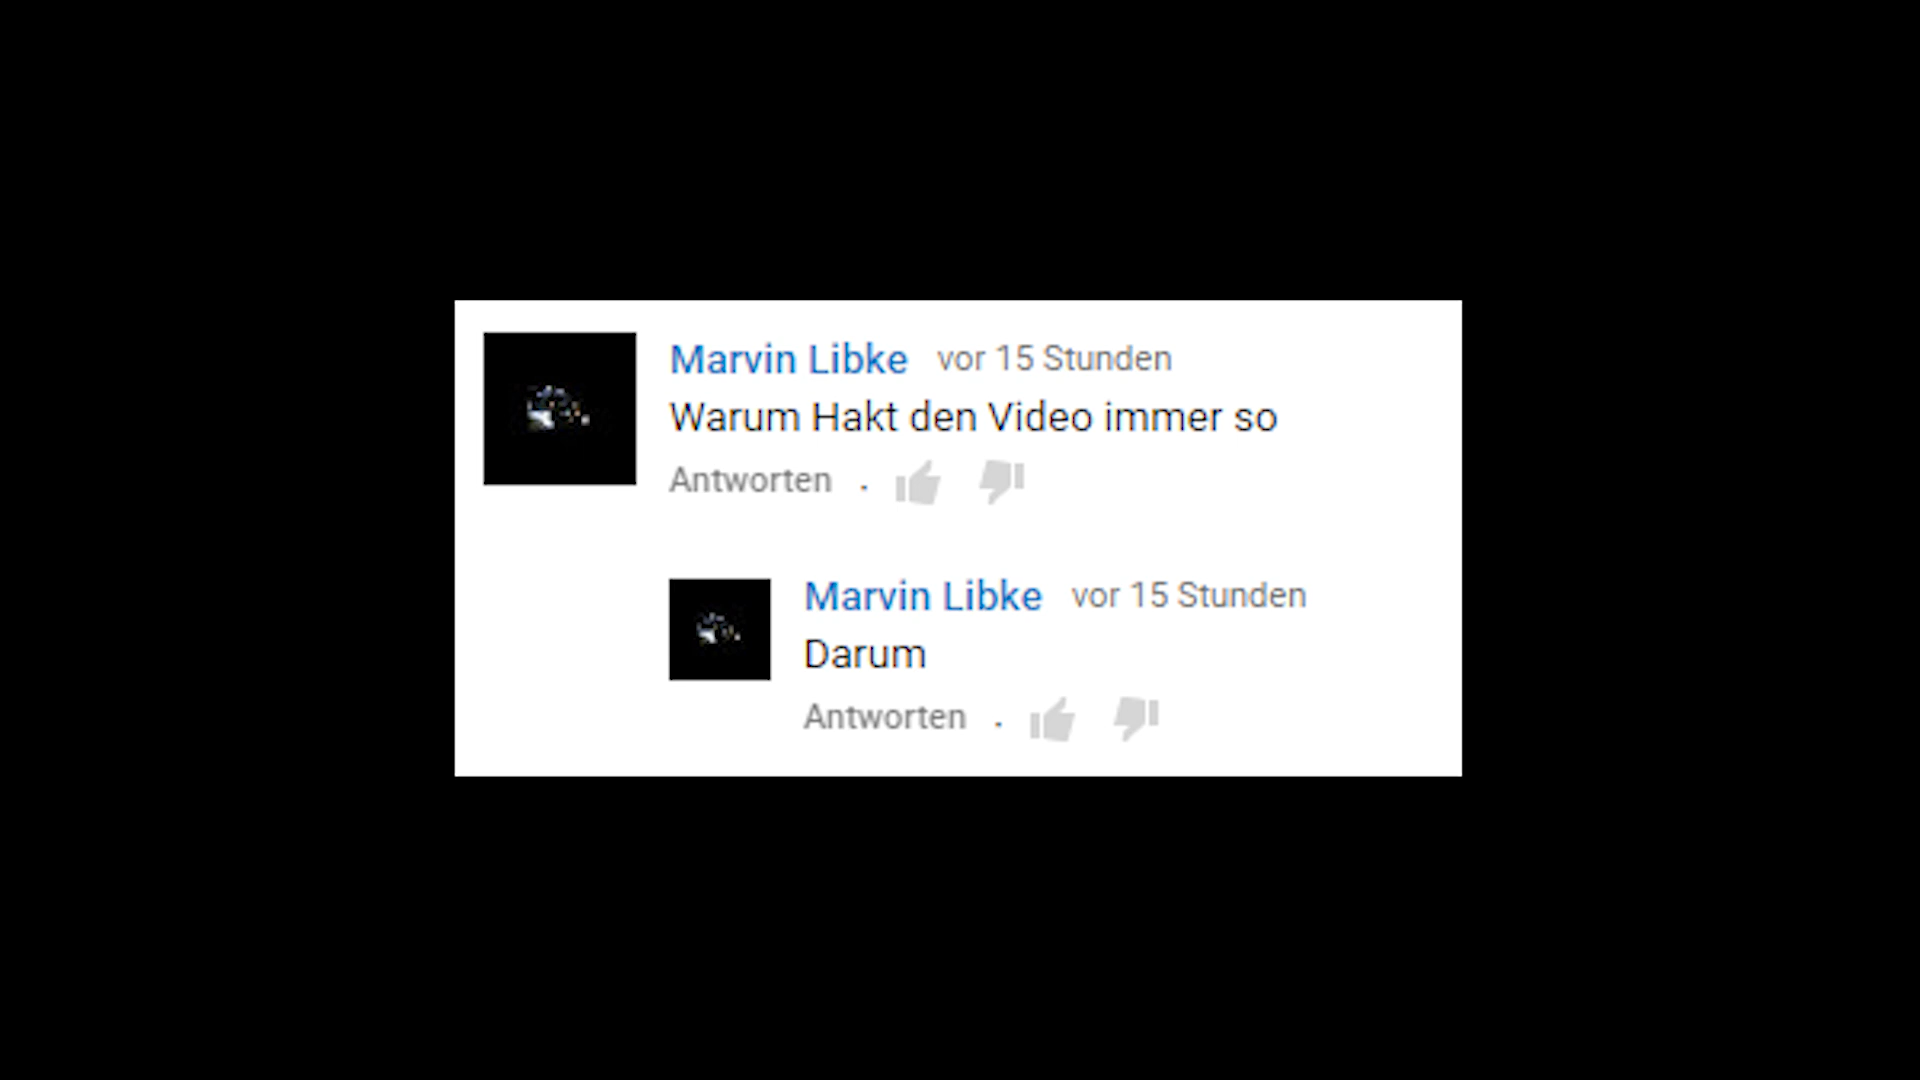 Marvin Libke vor 15 Stunden
Warum Hakt den Video immer so
Antworten .
Marvin Libke vor 15 Stunden
Darum
Antworten .